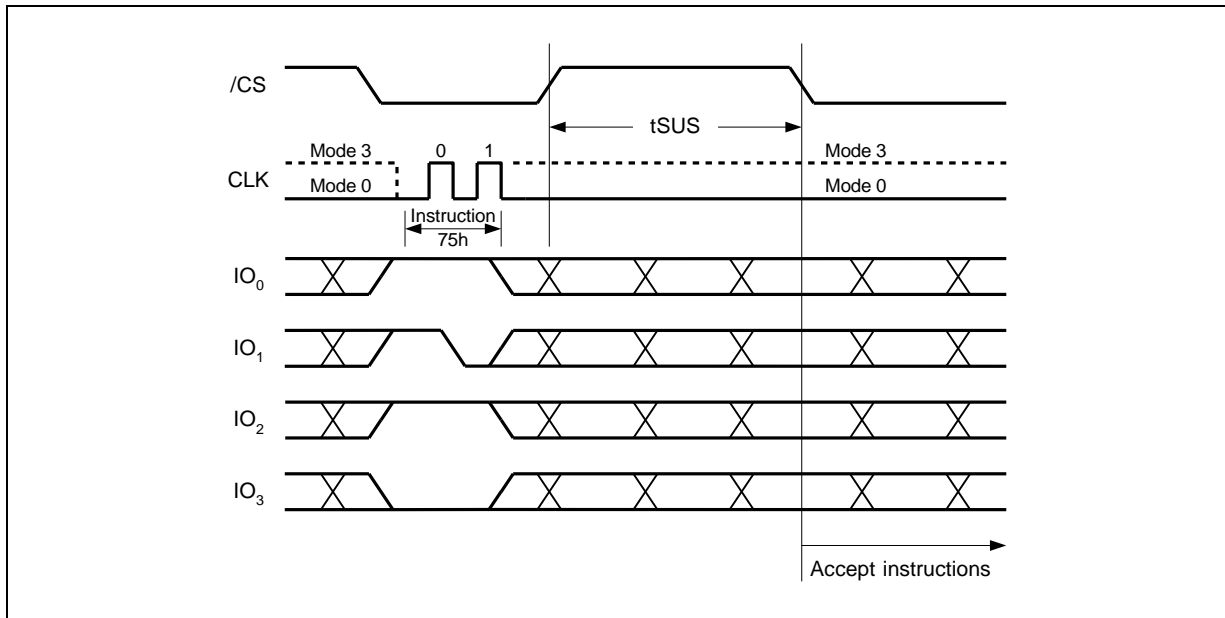 /CS
tSUS
Mode 3 0 1 Mode 3
CLK
Mode 0 Mode 0
Instruction
75h
IO0
IO1
IO2
IO3
Accept instructions